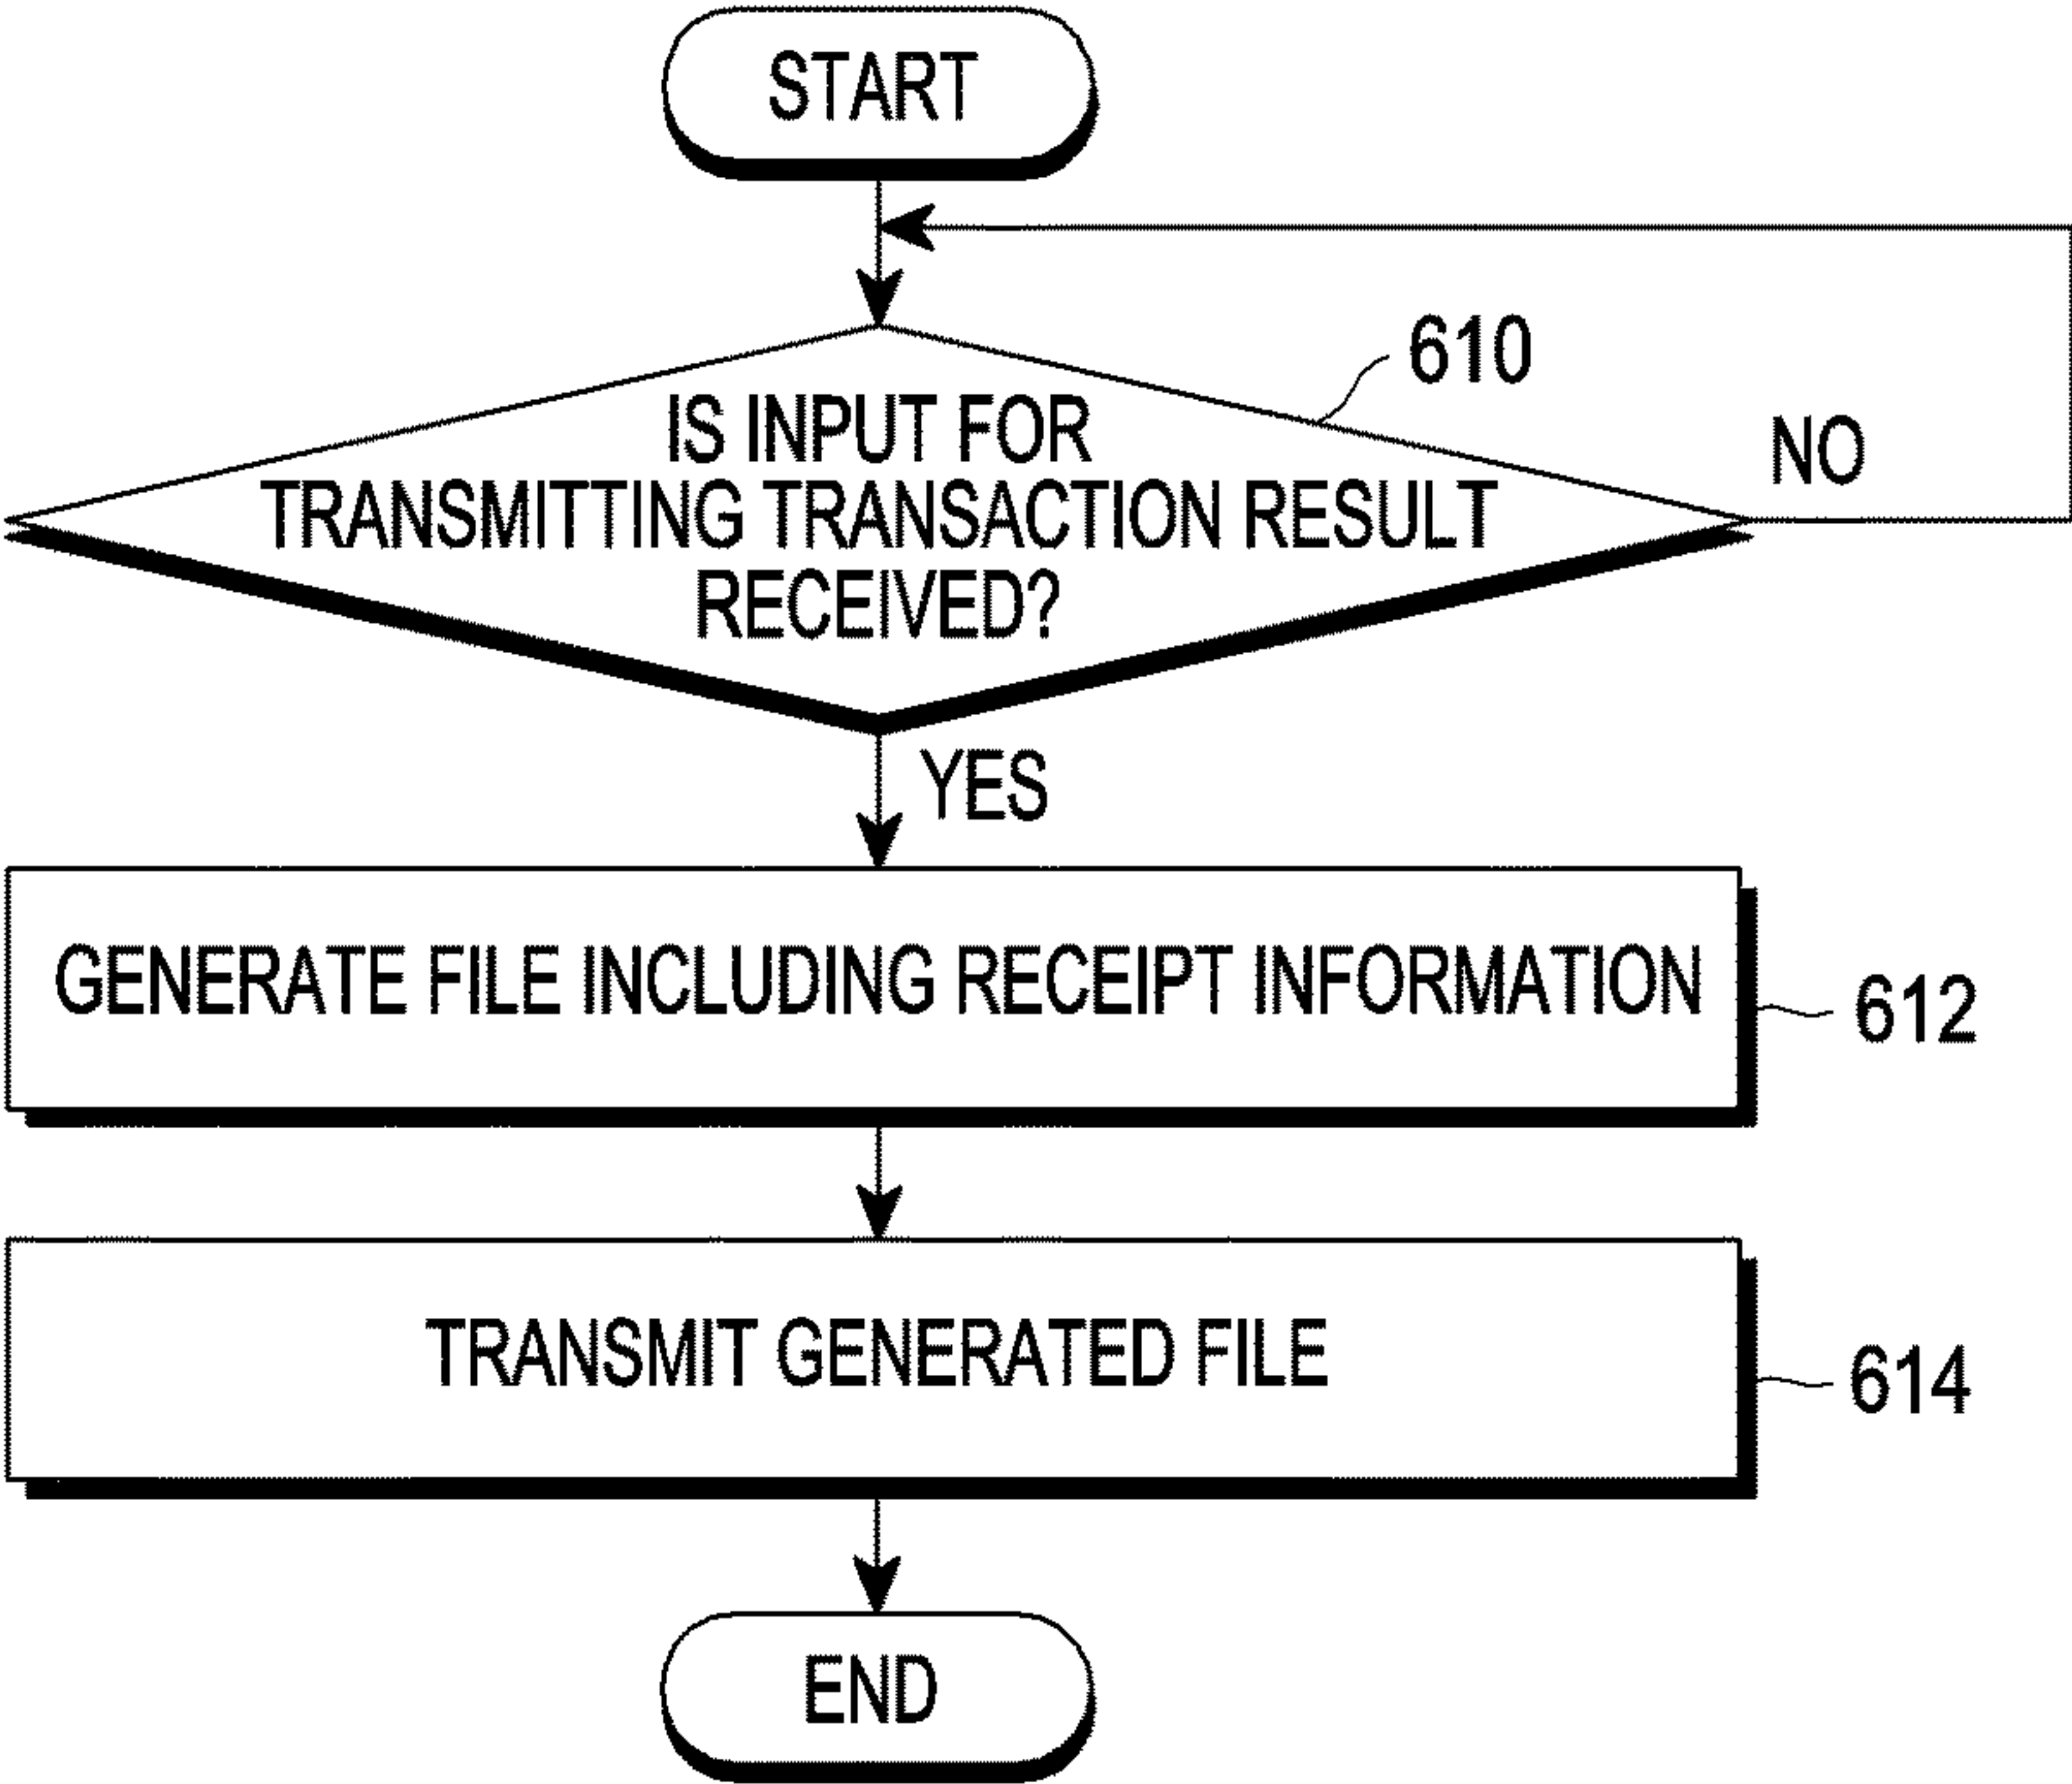 START
610
IS INPUT FOR
TRANSMITTING TRANSACTION RESULT
RECEIVED?
NO
YES
GENERATE FILE INCLUDING RECEIPT INFORMATION
612
TRANSMIT GENERATED FILE
614
END